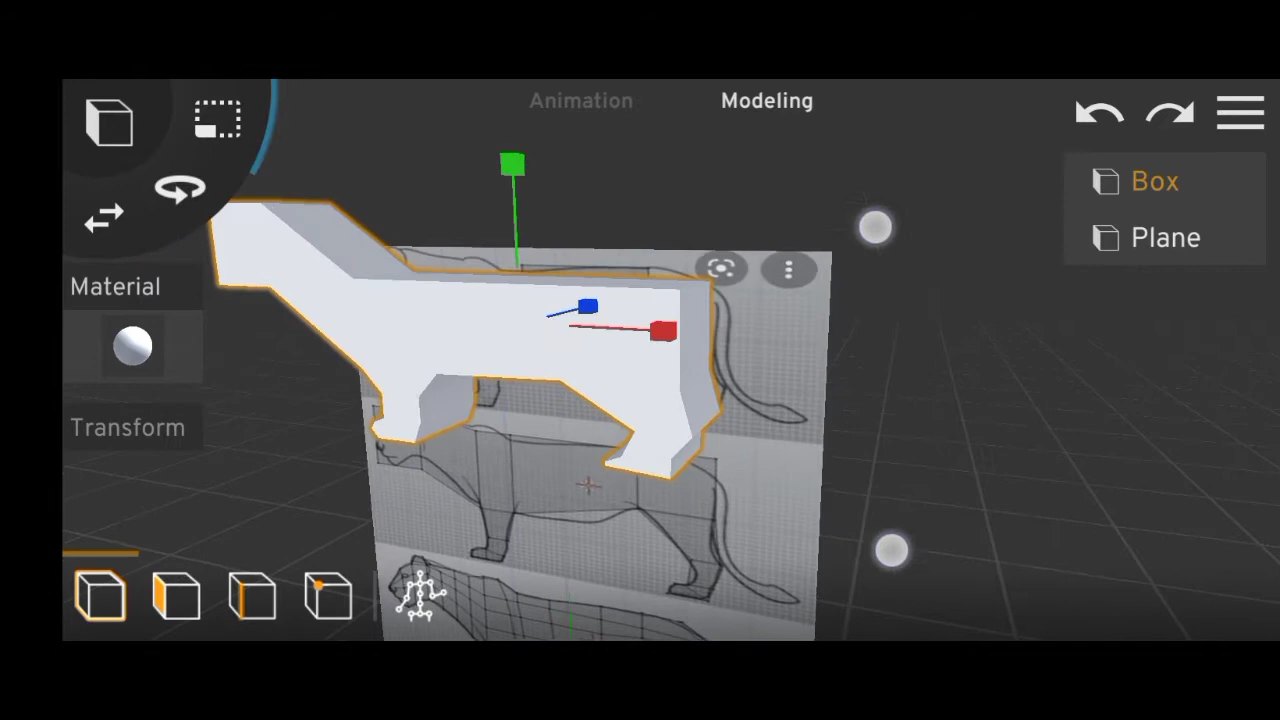 Animation
Modeling
Box
Plane
Material
Transform